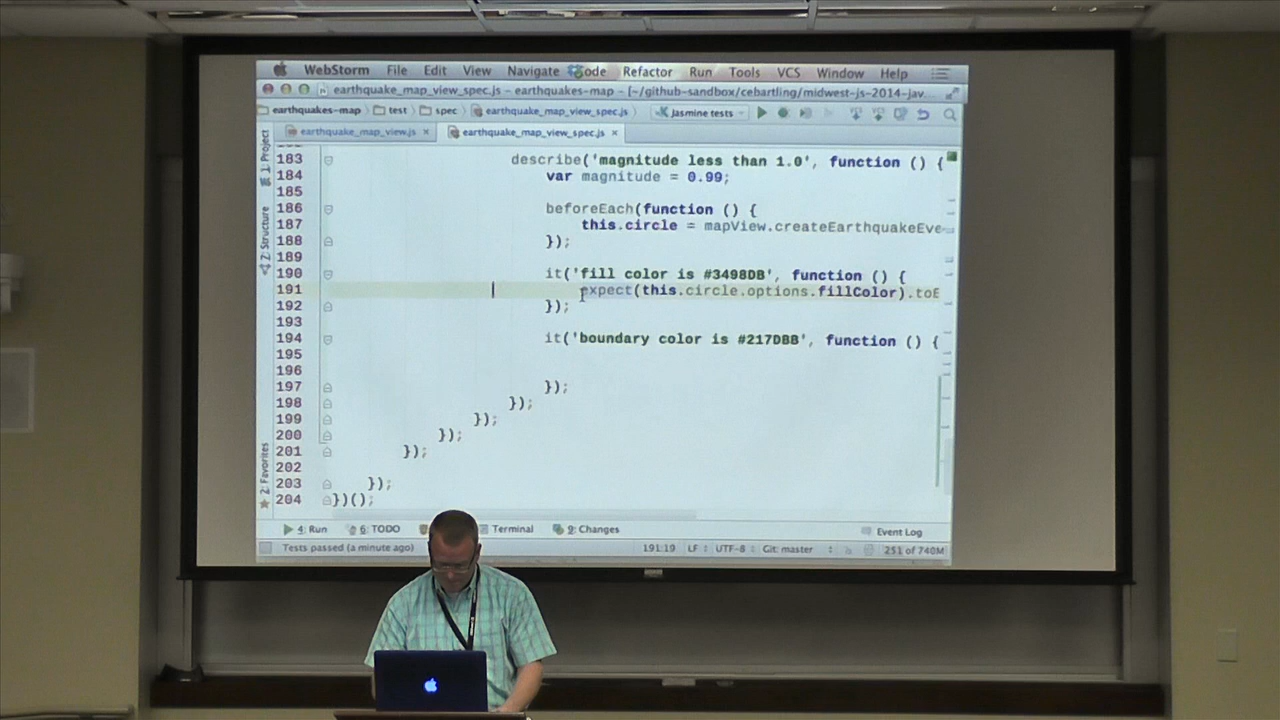 WebStorm File Edit View Navigate Code Refactor Run Tools VCS Window Help
earthquake_map_view_spec.js – earthquakes-map – [~/github-sandbox/cebartling/midwest-js-2014-jav...
earthquakes-map test spec earthquake_map_view_spec.js Jasmine tests
earthquake_map_view.js × earthquake_map_view_spec.js ×
1: Project
Z: Structure
2: Favorites
183 describe('magnitude less than 1.0', function () {
184 var magnitude = 0.99;
185
186 beforeEach(function () {
187 this.circle = mapView.createEarthquakeEve
188 });
189
190 it('fill color is #3498DB', function () {
191 expect(this.circle.options.fillColor).toE
192 });
193
194 it('boundary color is #217DBB', function () {
195
196
197 });
198 });
199 });
200 });
201 });
202
203 });
204 })();
4: Run 6: TODO Terminal 9: Changes Event Log
Tests passed (a minute ago) 191:19 LF UTF-8 Git: master 251 of 740M